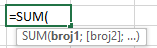 =SUM(
SUM(broj1; [broj2]; ...)